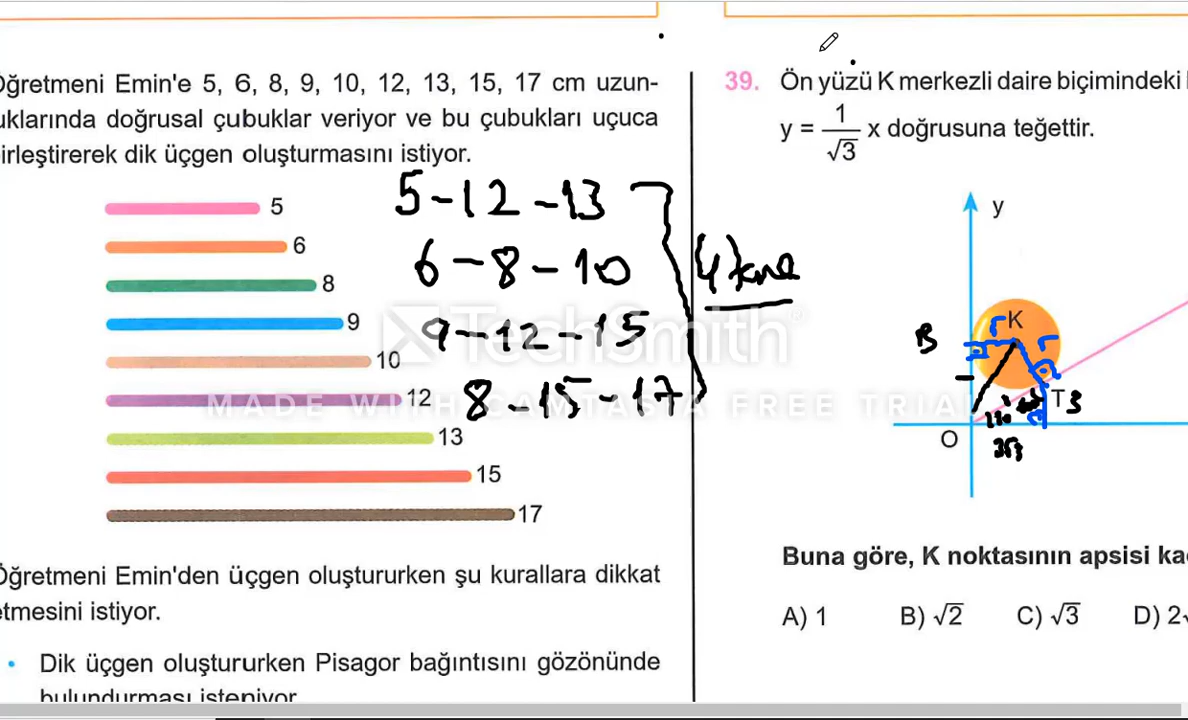 Öğretmeni Emin'e 5, 6, 8, 9, 10, 12, 13, 15, 17 cm uzun-
uklarında doğrusal çubuklar veriyor ve bu çubukları uçuca
irleştirerek dik üçgen oluşturmasını istiyor.
5
6
8
9
10
12
13
15
17
5-12-13
6-8-10
9-12-15
8-15-17
(4) tane
Öğretmeni Emin'den üçgen oluştururken şu kurallara dikkat
etmesini istiyor.
• Dik üçgen oluştururken Pisagor bağıntısını gözönünde
bulundurması isteniyor
39. Ön yüzü K merkezli daire biçimindeki
y = 1/√3 x doğrusuna teğettir.
y
B
r
K
r
T
3
O
Buna göre, K noktasının apsisi ka
A) 1 B) √2 C) √3 D) 2
TechSmith®
MADE WITH CAMTASIA FREE TRIAL